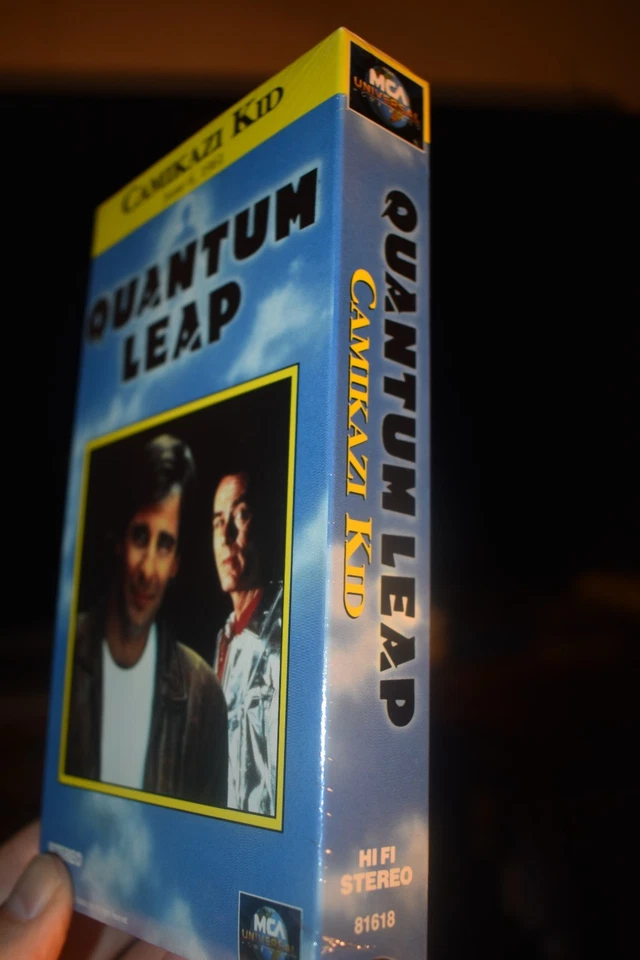 CAMIKAZI KID
QUANTUM
LEAP
MCA
UNIVERSAL
MCA
UNIVERSAL
QUANTUM LEAP
CAMIKAZI KID
HI FI
STEREO
81618